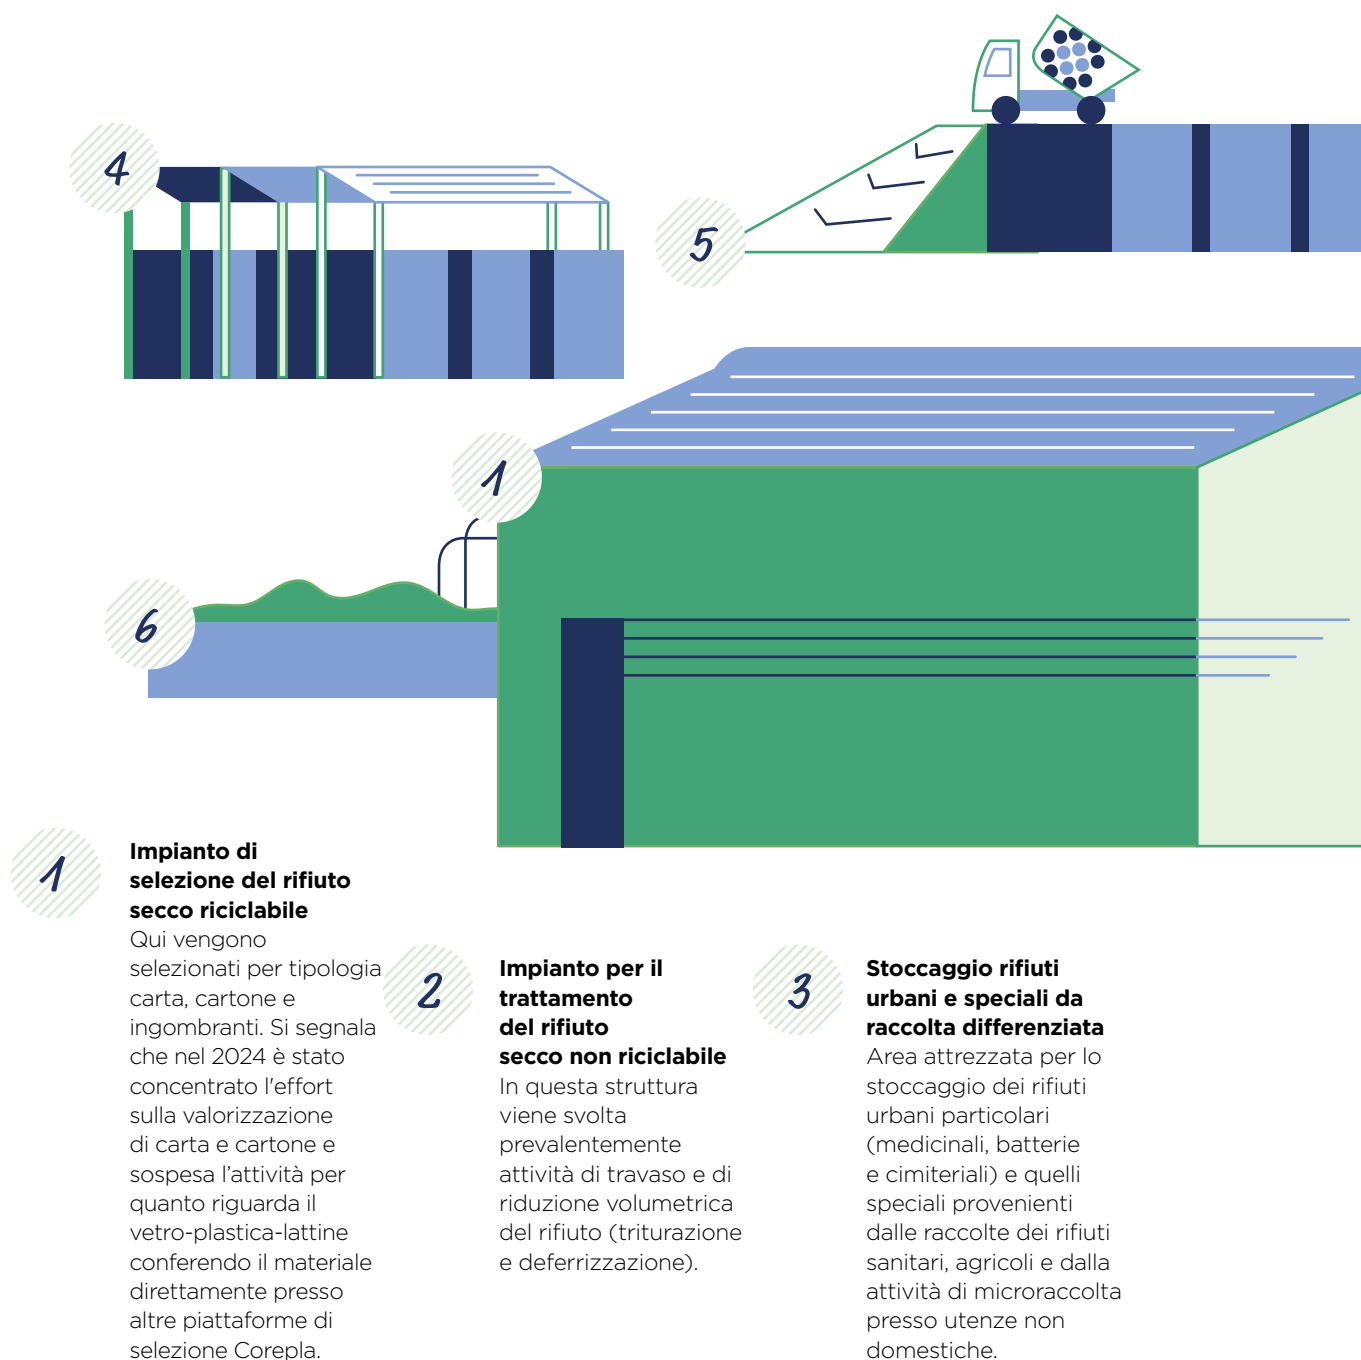 4
5
1
6
1
Impianto di
selezione del rifiuto
secco riciclabile
Qui vengono
selezionati per tipologia
carta, cartone e
ingombranti. Si segnala
che nel 2024 è stato
concentrato l'effort
sulla valorizzazione
di carta e cartone e
sospesa l’attività per
quanto riguarda il
vetro-plastica-lattine
conferendo il materiale
direttamente presso
altre piattaforme di
selezione Corepla.
2
Impianto per il
trattamento
del rifiuto
secco non riciclabile
In questa struttura
viene svolta
prevalentemente
attività di travaso e di
riduzione volumetrica
del rifiuto (triturazione
e deferrizzazione).
3
Stoccaggio rifiuti
urbani e speciali da
raccolta differenziata
Area attrezzata per lo
stoccaggio dei rifiuti
urbani particolari
(medicinali, batterie
e cimiteriali) e quelli
speciali provenienti
dalle raccolte dei rifiuti
sanitari, agricoli e dalla
attività di microraccolta
presso utenze non
domestiche.